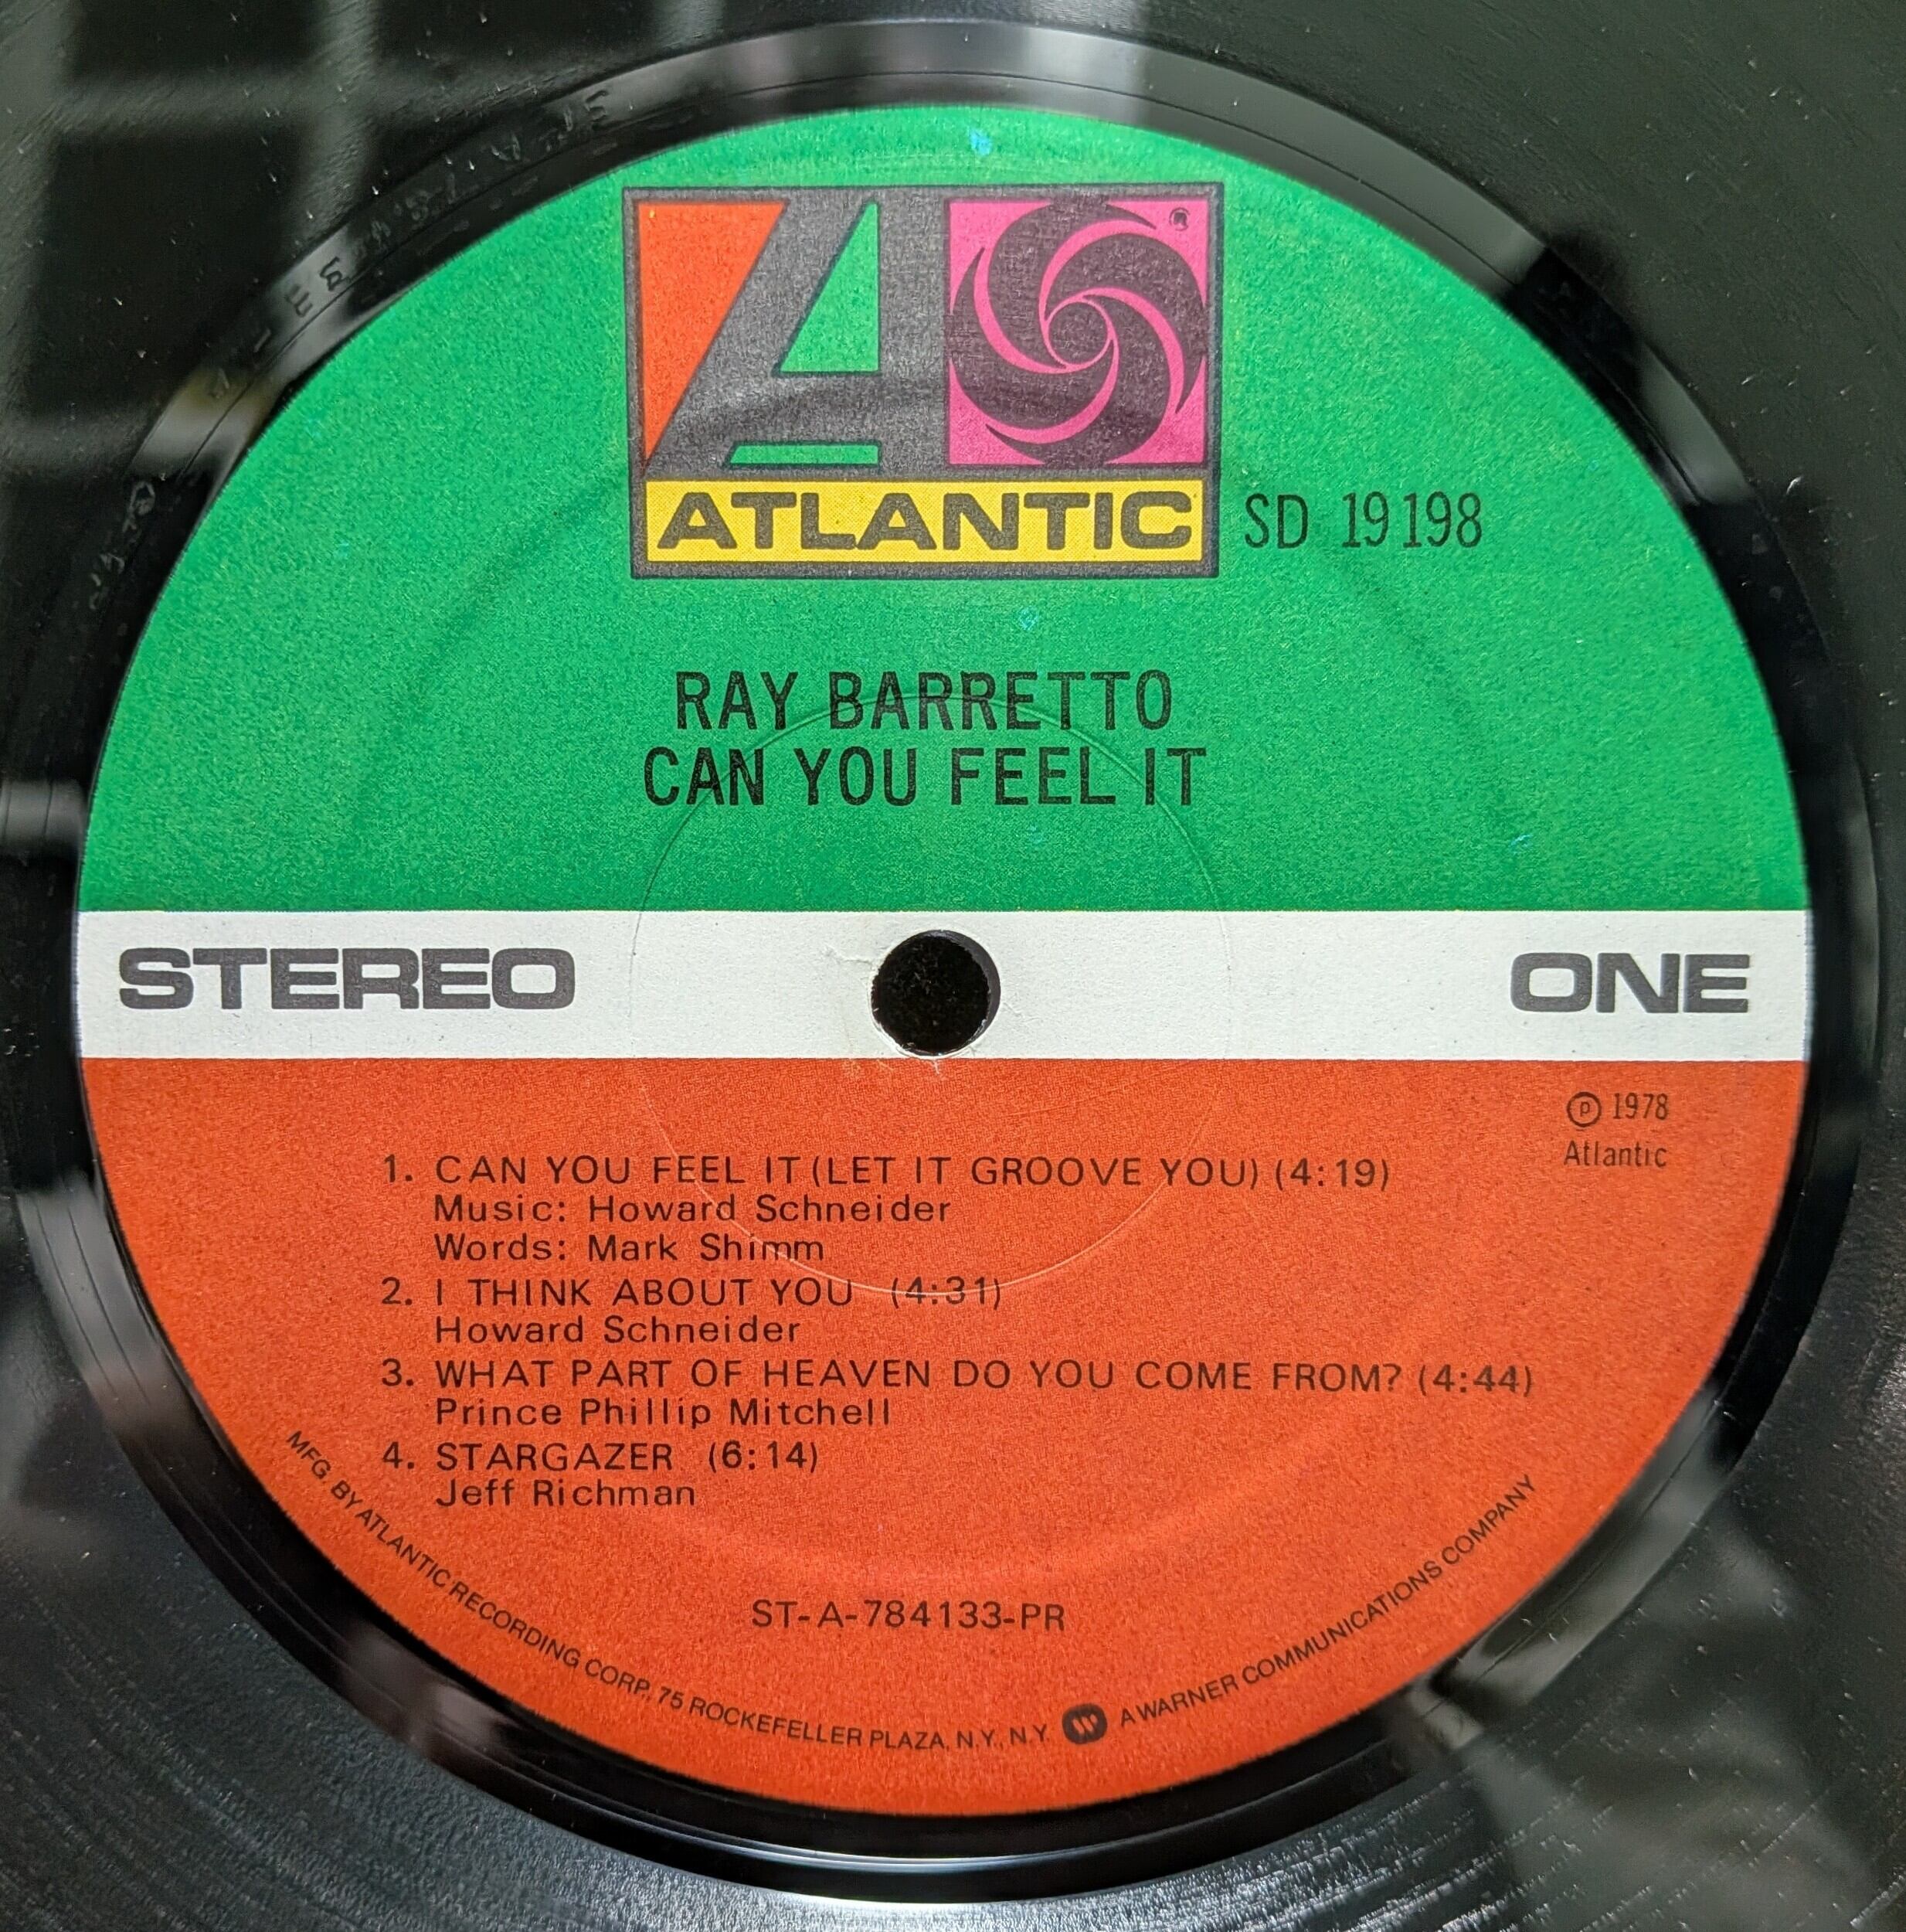 ATLANTIC
SD 19198
RAY BARRETTO
CAN YOU FEEL IT
STEREO
ONE
℗ 1978
Atlantic
1. CAN YOU FEEL IT (LET IT GROOVE YOU) (4:19)
Music: Howard Schneider
Words: Mark Shimm
2. I THINK ABOUT YOU (4:31)
Howard Schneider
3. WHAT PART OF HEAVEN DO YOU COME FROM? (4:44)
Prince Phillip Mitchell
4. STARGAZER (6:14)
Jeff Richman
ST-A-784133-PR
MFG. BY ATLANTIC RECORDING CORP., 75 ROCKEFELLER PLAZA, N.Y., N.Y. A WARNER COMMUNICATIONS COMPANY